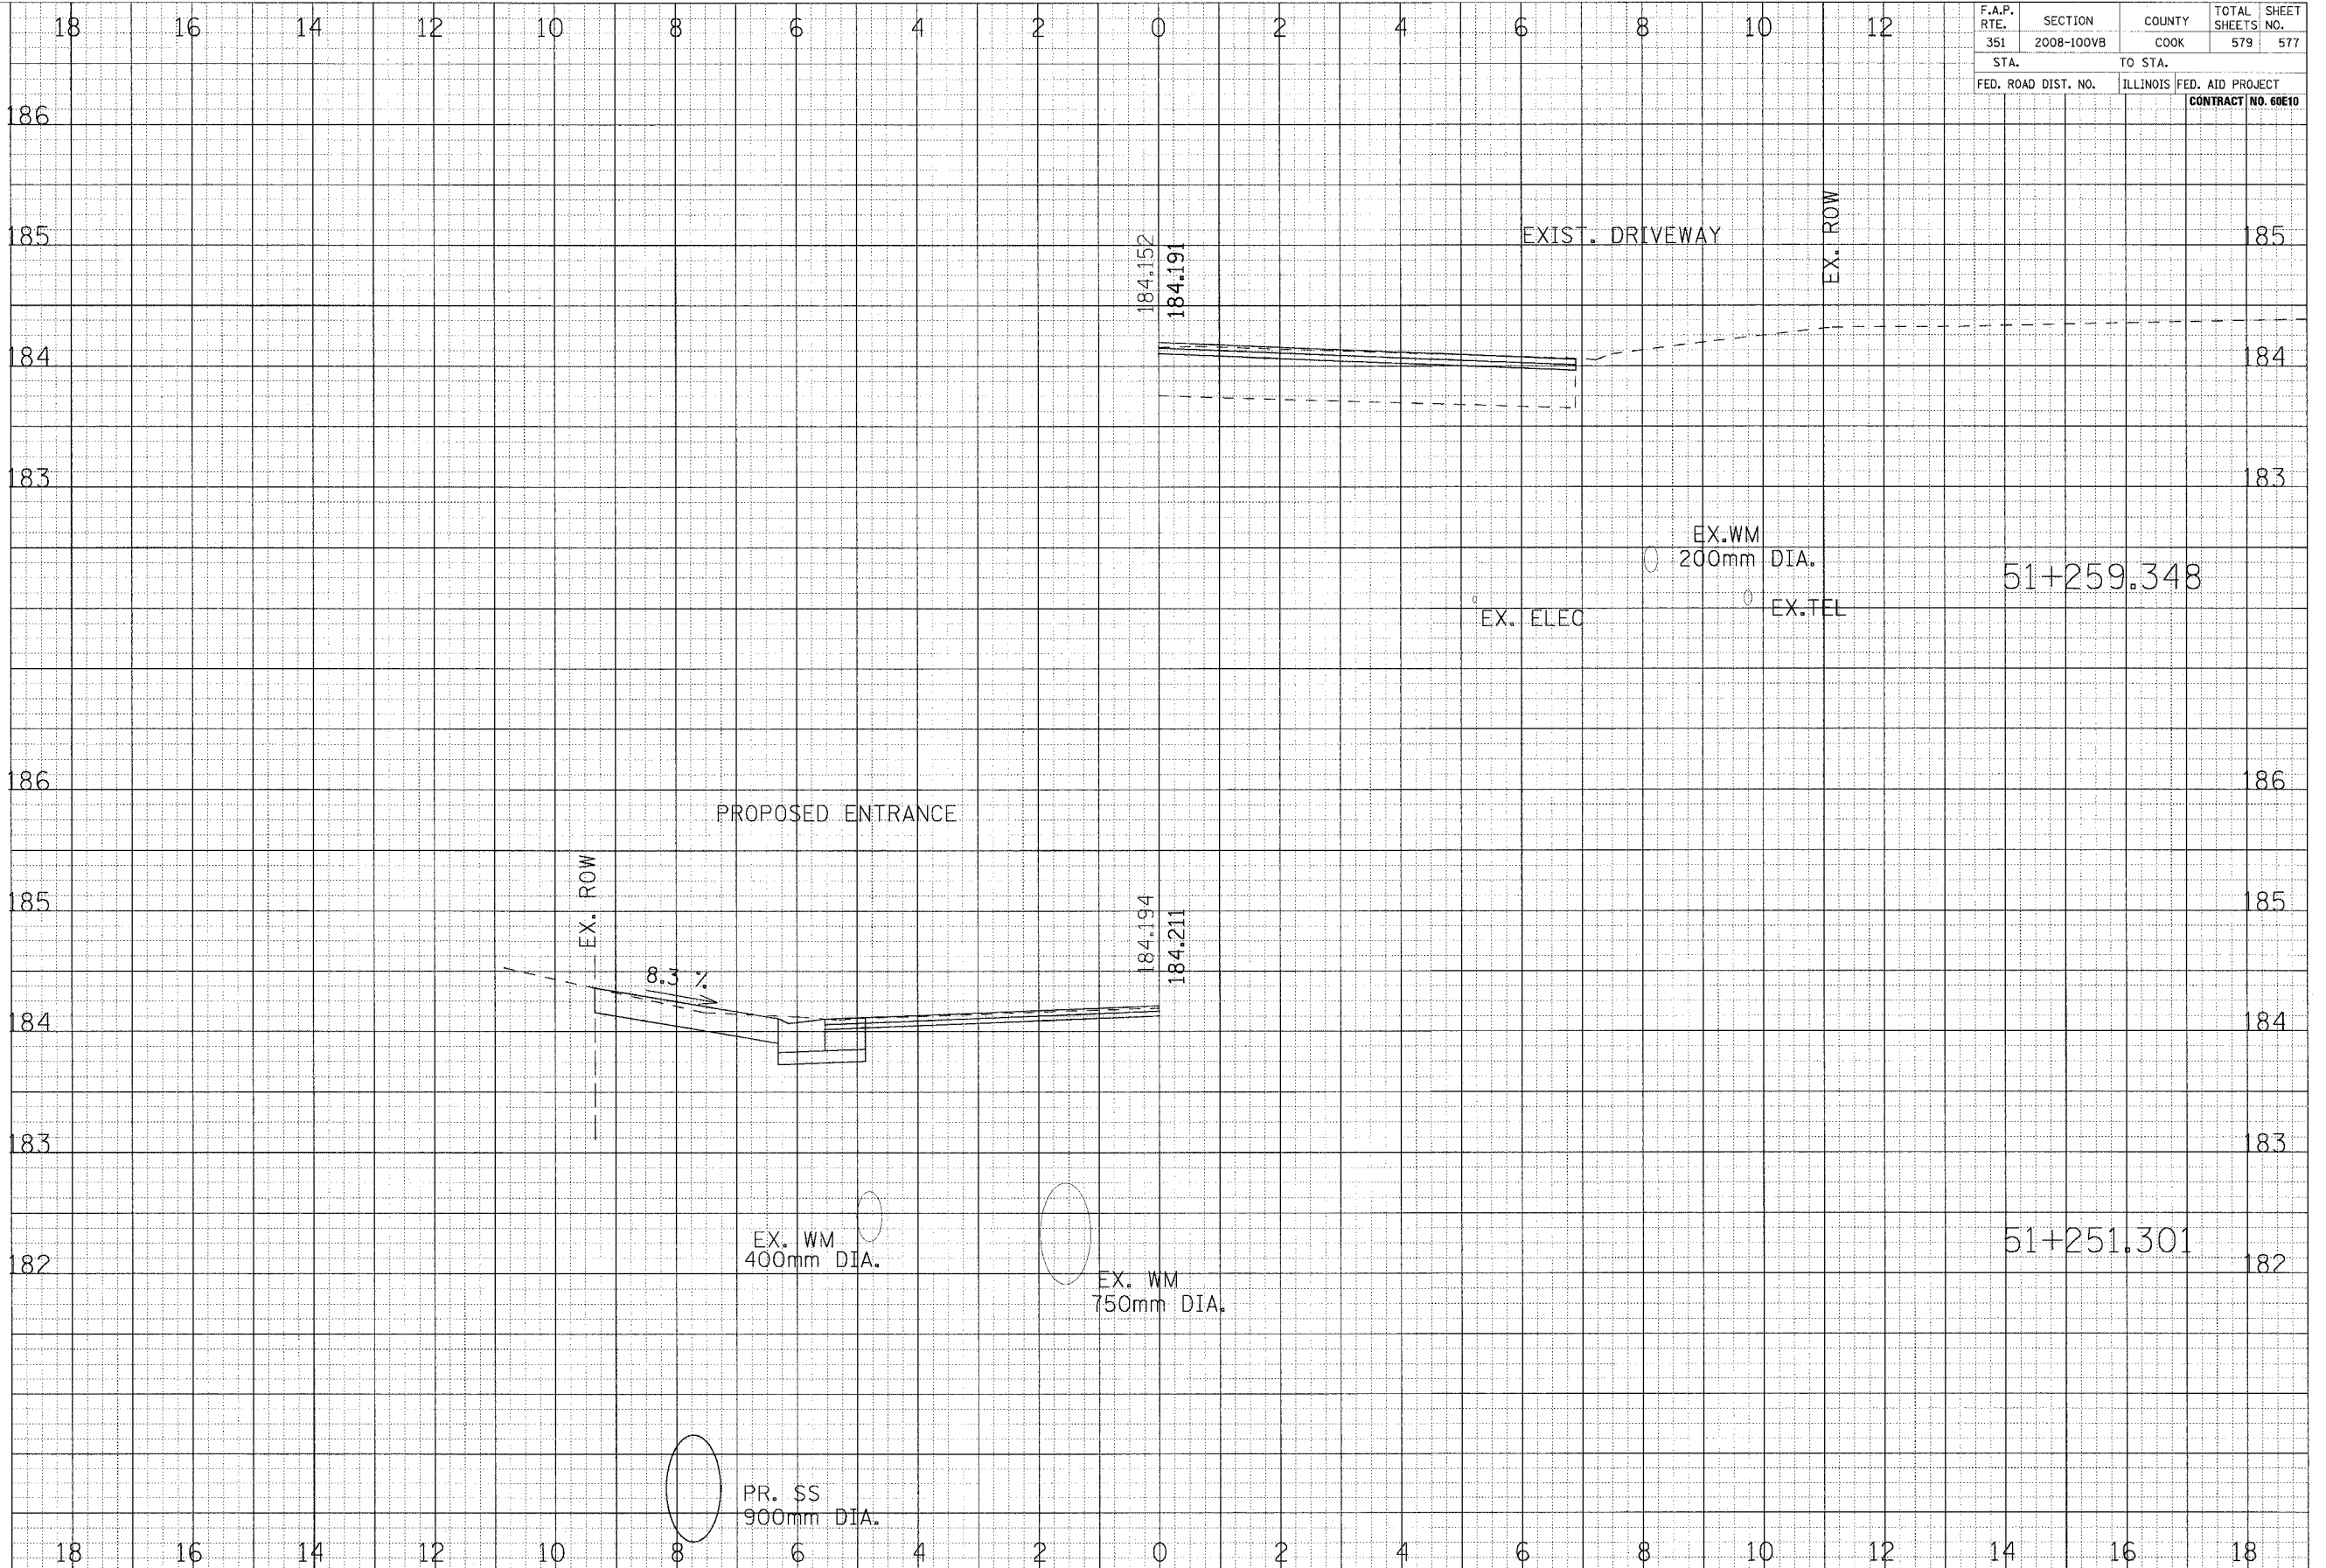 18 16 14 12 10 8 6 4 2 0 2 4 6 8 10 12
F.A.P. RTE. SECTION COUNTY TOTAL SHEETS SHEET NO.
351 2008-100VB COOK 579 577
STA. TO STA.
FED. ROAD DIST. NO. ILLINOIS FED. AID PROJECT
CONTRACT NO. 60E10
186
185 185
184.152
184.191
EXIST. DRIVEWAY
EX. ROW
184 184
183 183
EX.WM
200mm DIA.
EX. ELEC
EX.TEL
51+259.348
186 186
PROPOSED ENTRANCE
EX. ROW
185 185
184.194
184.211
8.3 %
184 184
183 183
EX. WM
400mm DIA.
EX. WM
750mm DIA.
51+251.301
182 182
PR. SS
900mm DIA.
18 16 14 12 10 8 6 4 2 0 2 4 6 8 10 12 14 16 18